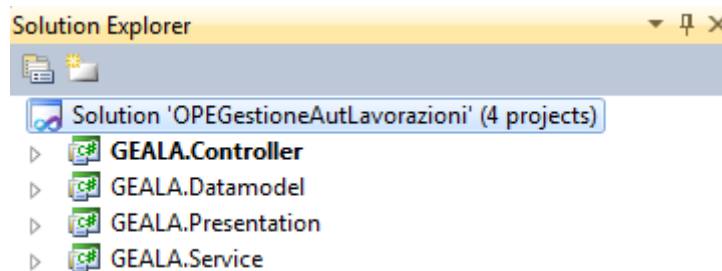 Solution Explorer
Solution 'OPEGestioneAutLavorazioni' (4 projects)
GEALA.Controller
GEALA.Datamodel
GEALA.Presentation
GEALA.Service